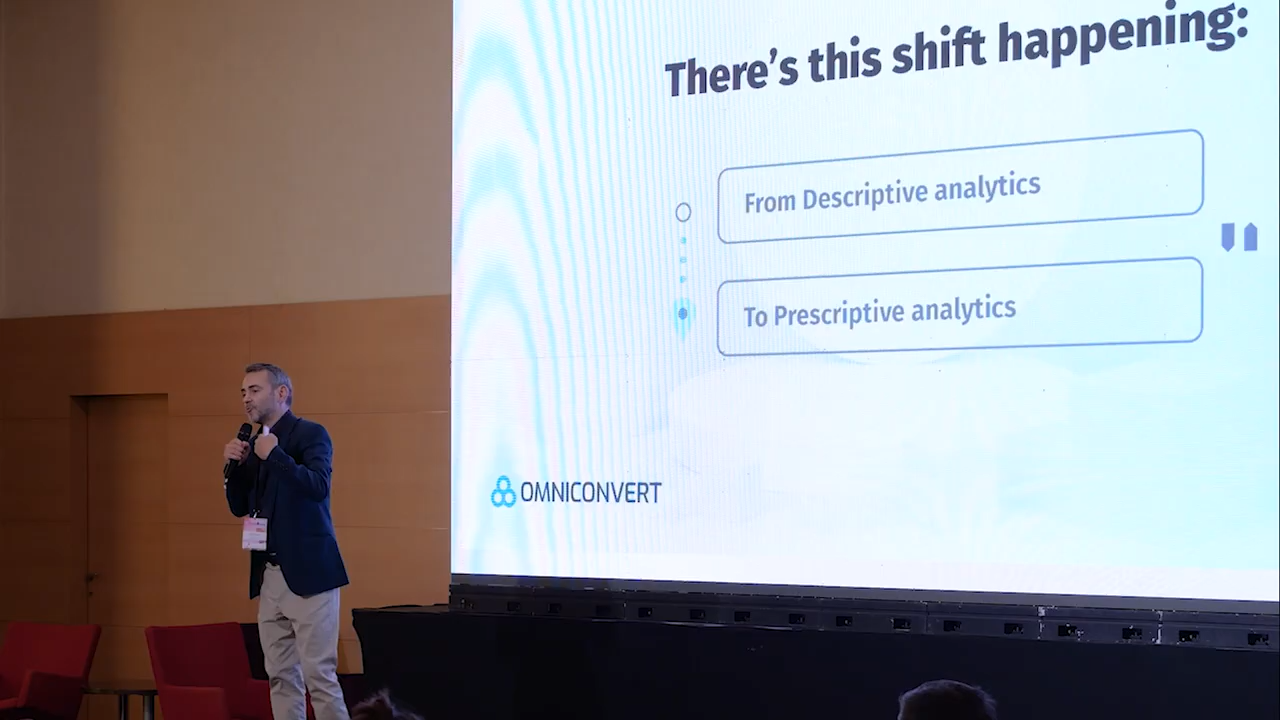 There's this shift happening:
From Descriptive analytics
To Prescriptive analytics
OMNICONVERT